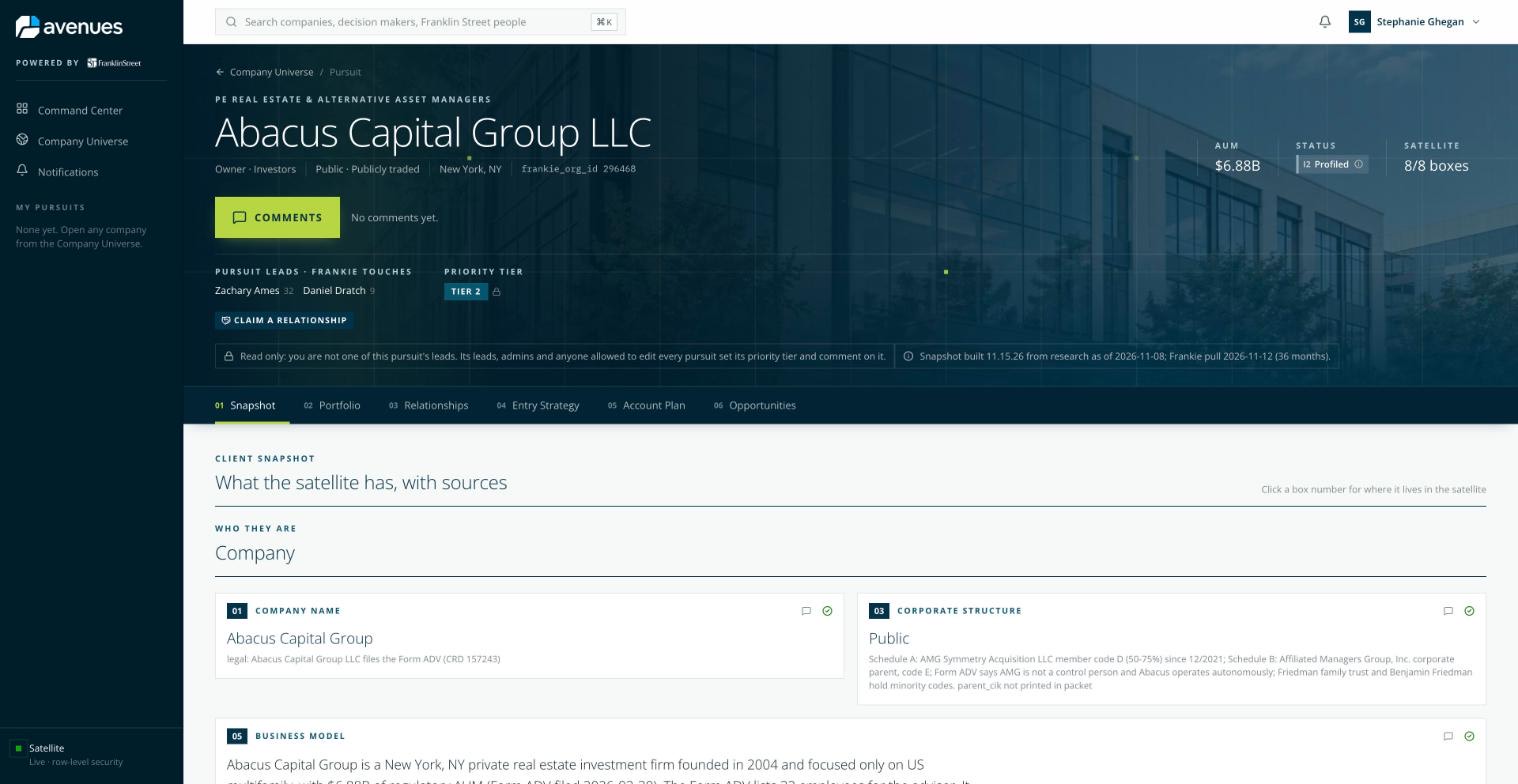 avenues
POWERED BY FranklinStreet
Command Center
Company Universe
Notifications
MY PURSUITS
None yet. Open any company
from the Company Universe.
Satellite
Live · row-level security
Search companies, decision makers, Franklin Street people
⌘K
SG Stephanie Ghegan
Company Universe / Pursuit
PE REAL ESTATE & ALTERNATIVE ASSET MANAGERS
Abacus Capital Group LLC
Owner · Investors
Public · Publicly traded
New York, NY
frankie_org_id 296468
AUM
$6.88B
STATUS
I2 Profiled
SATELLITE
8/8 boxes
COMMENTS
No comments yet.
PURSUIT LEADS · FRANKIE TOUCHES
Zachary Ames 32 Daniel Dratch 9
PRIORITY TIER
TIER 2
CLAIM A RELATIONSHIP
Read only: you are not one of this pursuit's leads. Its leads, admins and anyone allowed to edit every pursuit set its priority tier and comment on it.
Snapshot built 11.15.26 from research as of 2026-11-08; Frankie pull 2026-11-12 (36 months).
01 Snapshot
02 Portfolio
03 Relationships
04 Entry Strategy
05 Account Plan
06 Opportunities
CLIENT SNAPSHOT
What the satellite has, with sources
Click a box number for where it lives in the satellite
WHO THEY ARE
Company
01 COMPANY NAME
Abacus Capital Group
legal: Abacus Capital Group LLC files the Form ADV (CRD 157243)
03 CORPORATE STRUCTURE
Public
Schedule A: AMG Symmetry Acquisition LLC member code D (50-75%) since 12/2021; Schedule B: Affiliated Managers Group, Inc. corporate
parent, code E; Form ADV says AMG is not a control person and Abacus operates autonomously; Friedman family trust and Benjamin Friedman
hold minority codes. parent_cik not printed in packet
05 BUSINESS MODEL
Abacus Capital Group is a New York, NY private real estate investment firm founded in 2004 and focused only on US